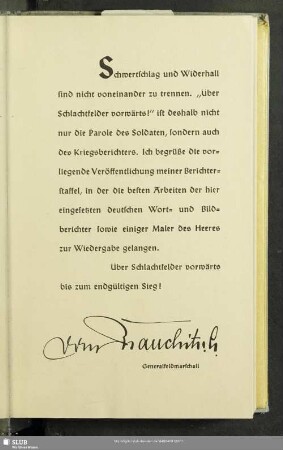 Schwertschlag und Widerhall
sind nicht voneinander zu trennen. „Über
Schlachtfelder vorwärts!“ ist deshalb nicht
nur die Parole des Soldaten, sondern auch
des Kriegsberichters. Ich begrüße die vor-
liegende Veröffentlichung meiner Berichter-
staffel, in der die besten Arbeiten der hier
eingesetzten deutschen Wort- und Bild-
berichter sowie einiger Maler des Heeres
zur Wiedergabe gelangen.
Über Schlachtfelder vorwärts
bis zum endgültigen Sieg!
von Brauchitsch
Generalfeldmarschall
SLUB